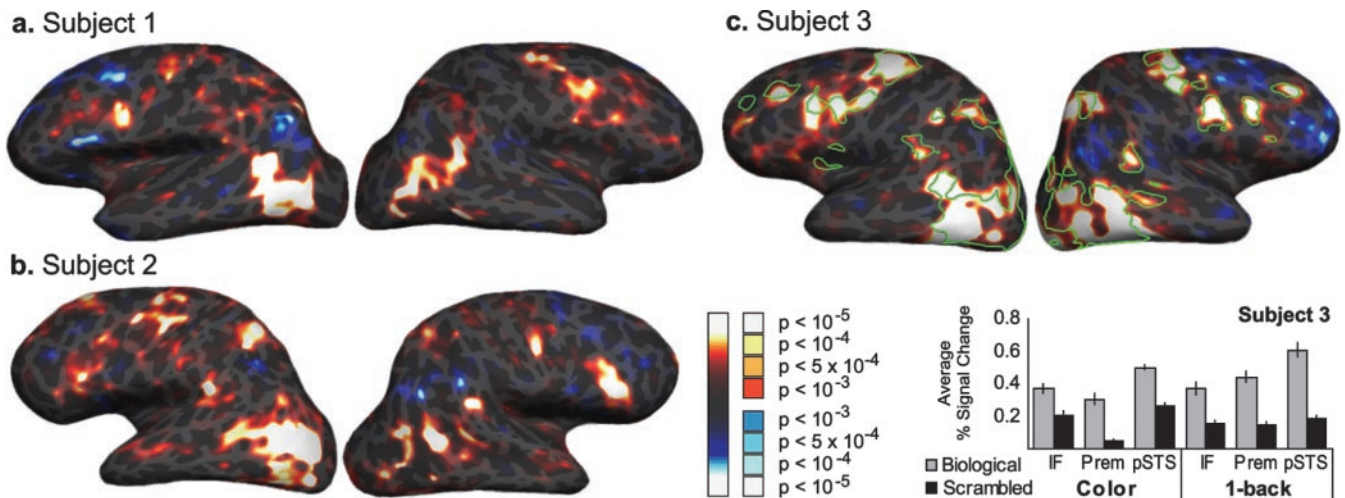 a. Subject 1
c. Subject 3
b. Subject 2
p < 10⁻⁵
p < 10⁻⁴
p < 5 x 10⁻⁴
p < 10⁻³
p < 10⁻³
p < 5 x 10⁻⁴
p < 10⁻⁴
p < 10⁻⁵
Subject 3
Average
% Signal Change
0.8
0.6
0.4
0.2
IF Prem pSTS IF Prem pSTS
Biological
Scrambled
Color 1-back